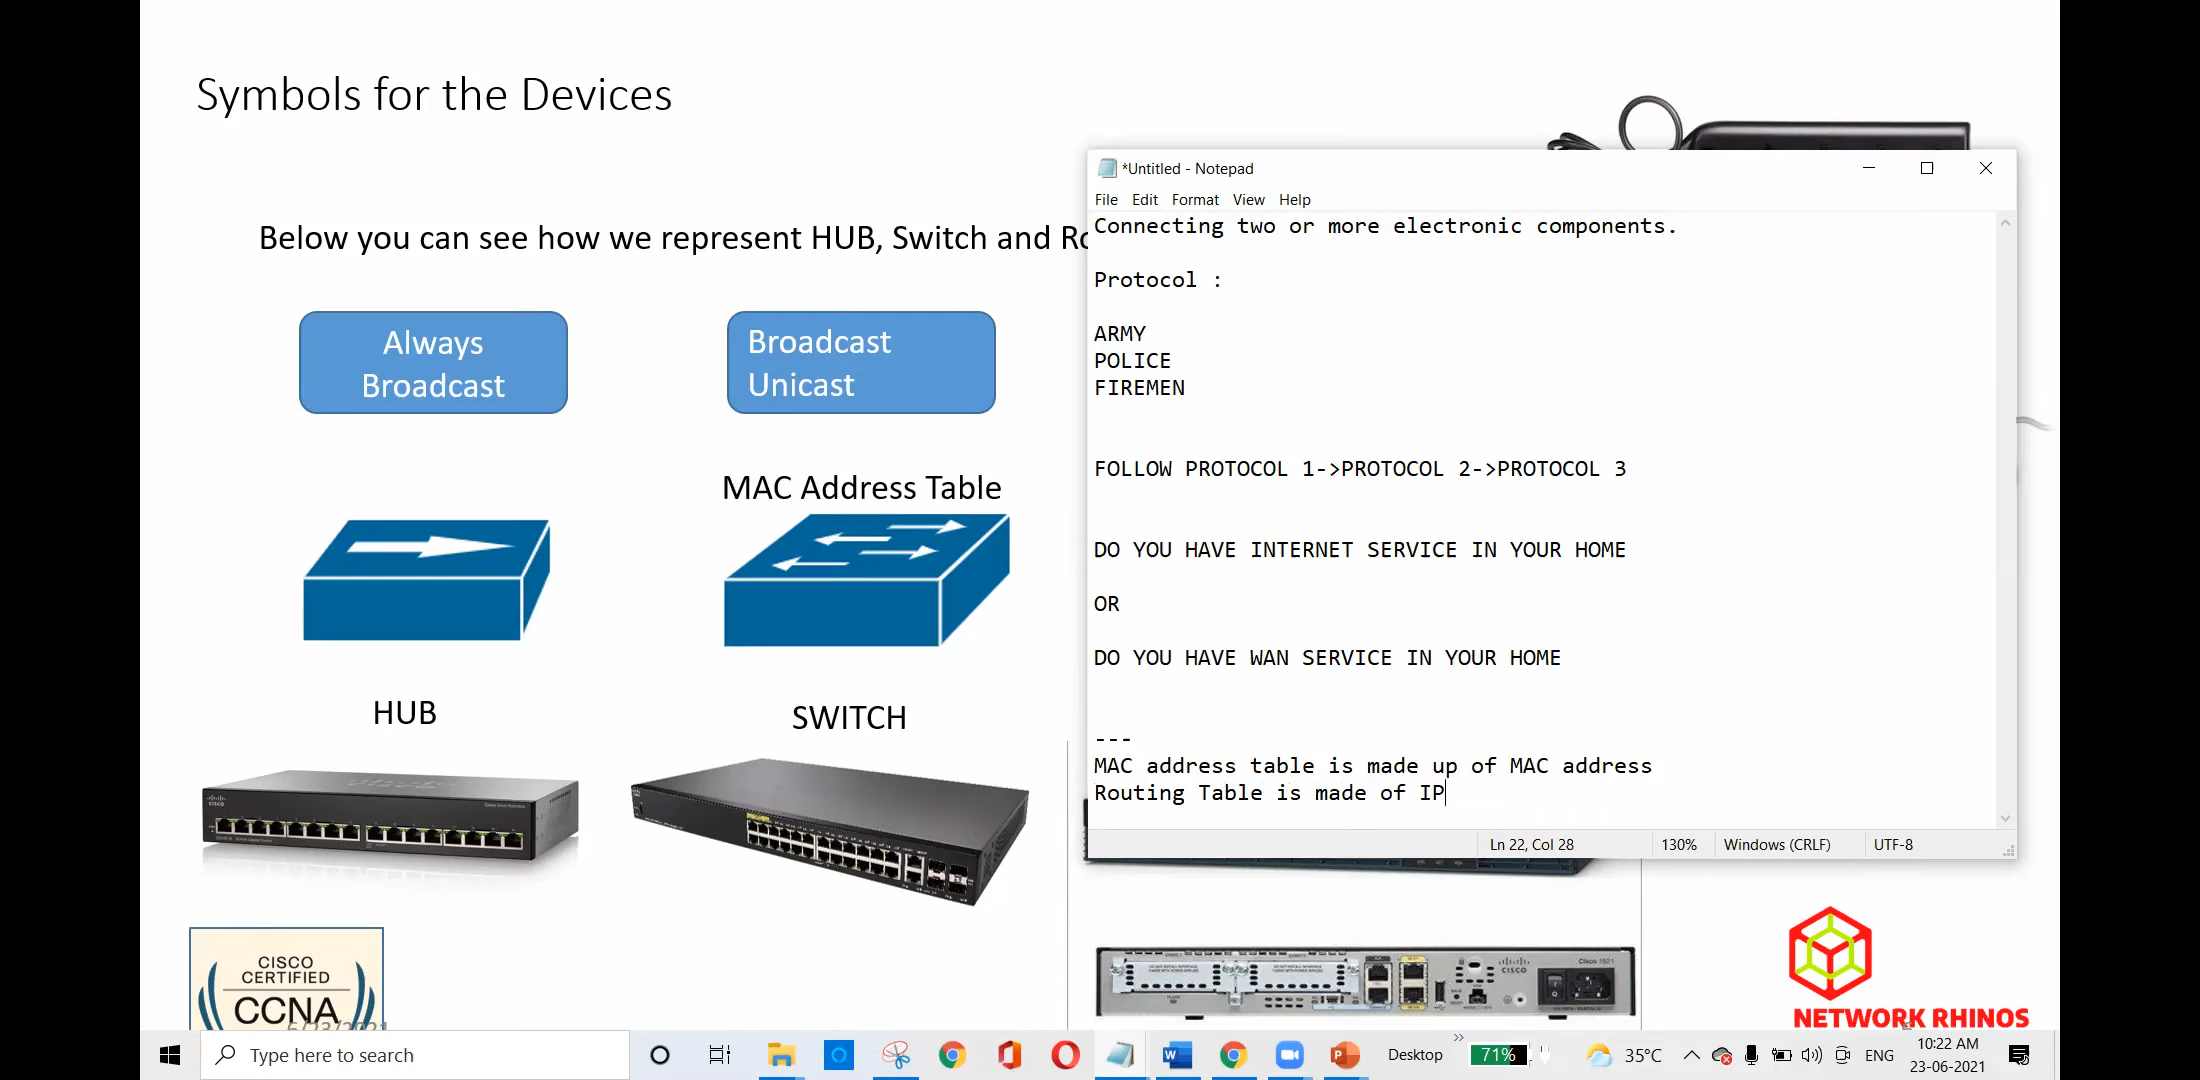 Symbols for the Devices
Below you can see how we represent HUB, Switch and Ro
Always
Broadcast
Broadcast
Unicast
MAC Address Table
HUB
SWITCH
CISCO
CERTIFIED
CCNA
*Untitled - Notepad
File Edit Format View Help
Connecting two or more electronic components.
Protocol :
ARMY
POLICE
FIREMEN
FOLLOW PROTOCOL 1->PROTOCOL 2->PROTOCOL 3
DO YOU HAVE INTERNET SERVICE IN YOUR HOME
OR
DO YOU HAVE WAN SERVICE IN YOUR HOME
---
MAC address table is made up of MAC address
Routing Table is made of IP
Ln 22, Col 28 130% Windows (CRLF) UTF-8
CISCO
Cisco 1921
NETWORK RHINOS
Type here to search
Desktop
71%
35°C
ENG
10:22 AM
23-06-2021